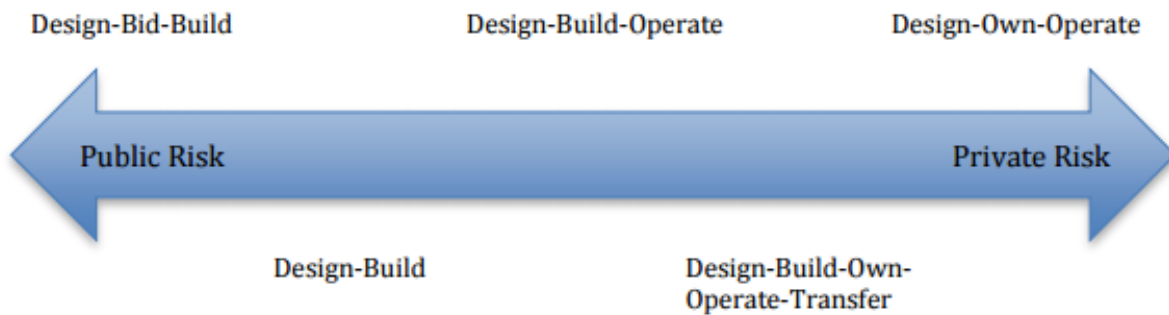 Design-Bid-Build
Design-Build-Operate
Design-Own-Operate
Public Risk
Private Risk
Design-Build
Design-Build-Own-
Operate-Transfer